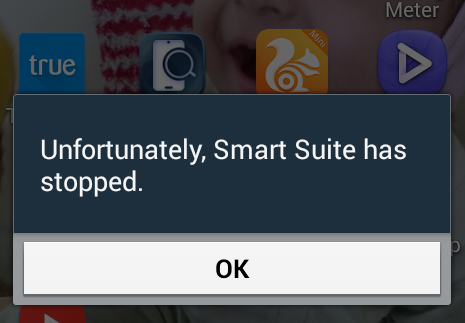 Meter
true
Mini
Unfortunately, Smart Suite has
stopped.
OK